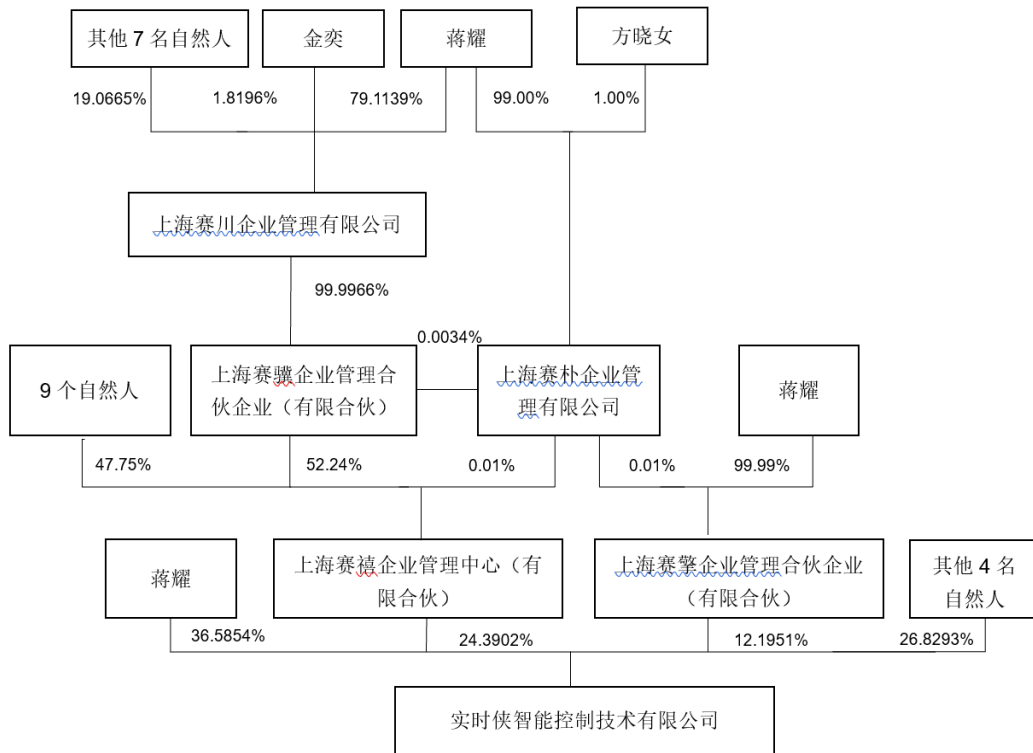 其他 7 名自然人
金奕
蒋耀
方晓女
19.0665%
1.8196%
79.1139%
99.00%
1.00%
上海赛川企业管理有限公司
99.9966%
0.0034%
9 个自然人
上海赛骥企业管理合
伙企业（有限合伙）
上海赛朴企业管
理有限公司
蒋耀
47.75%
52.24%
0.01%
0.01%
99.99%
蒋耀
上海赛禧企业管理中心（有
限合伙）
上海赛擎企业管理合伙企业
（有限合伙）
其他 4 名
自然人
36.5854%
24.3902%
12.1951%
26.8293%
实时侠智能控制技术有限公司